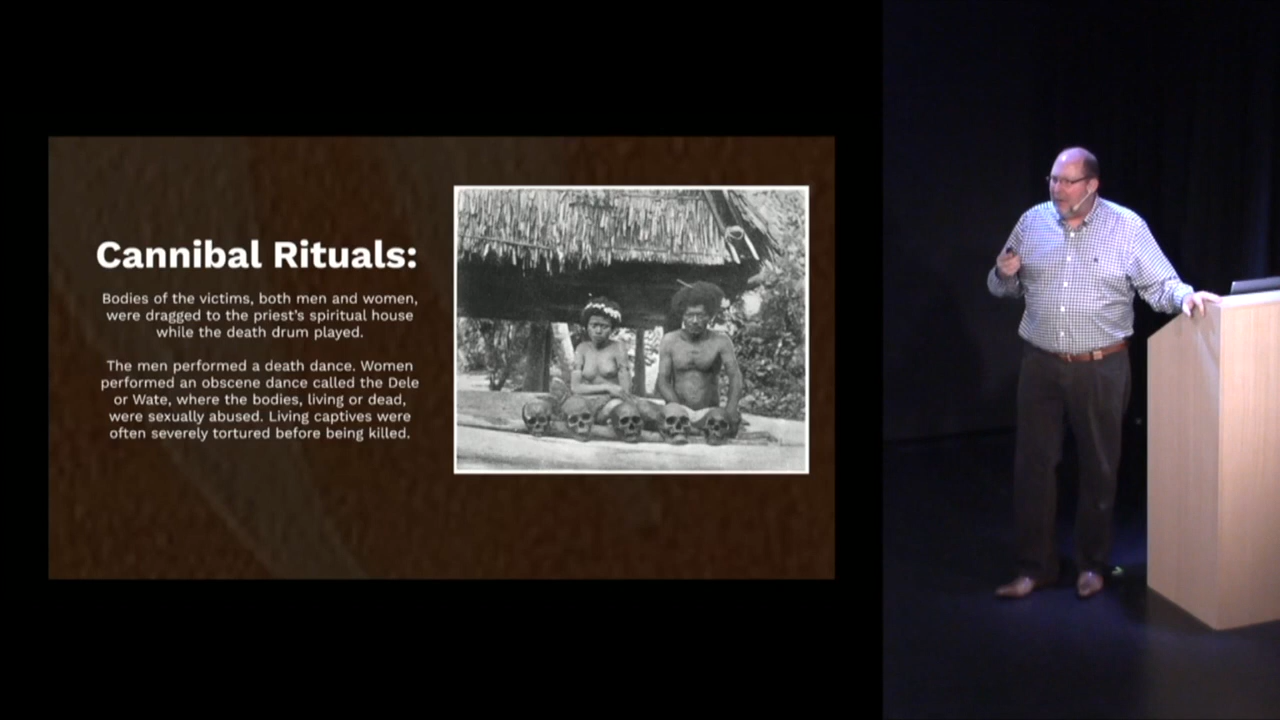 Cannibal Rituals:
Bodies of the victims, both men and women,
were dragged to the priest's spiritual house
while the death drum played.
The men performed a death dance. Women
performed an obscene dance called the Dele
or Wate, where the bodies, living or dead,
were sexually abused. Living captives were
often severely tortured before being killed.